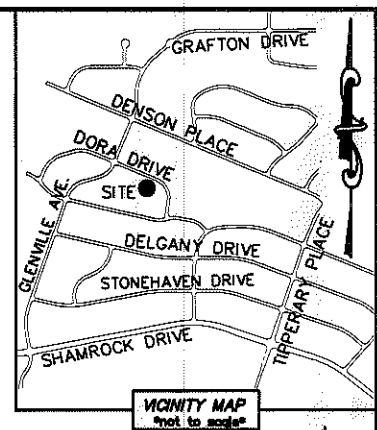 GRAFTON DRIVE
DENSON PLACE
DORA DRIVE
SITE
GLENVILLE AVE.
DELGANY DRIVE
STONEHAVEN DRIVE
TIPPERARY PLACE
SHAMROCK DRIVE
VICINITY MAP
*not to scale*